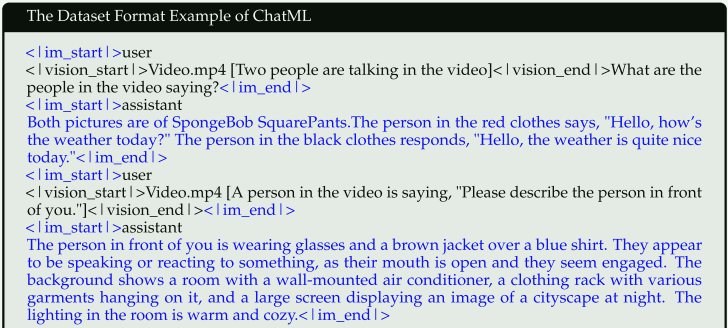 The Dataset Format Example of ChatML
<|im_start|>user
<|vision_start|>Video.mp4 [Two people are talking in the video]<|vision_end|>What are the
people in the video saying?<|im_end|>
<|im_start|>assistant
Both pictures are of SpongeBob SquarePants.The person in the red clothes says, "Hello, how's
the weather today?" The person in the black clothes responds, "Hello, the weather is quite nice
today."<|im_end|>
<|im_start|>user
<|vision_start|>Video.mp4 [A person in the video is saying, "Please describe the person in front
of you."]<|vision_end|><|im_end|>
<|im_start|>assistant
The person in front of you is wearing glasses and a brown jacket over a blue shirt. They appear
to be speaking or reacting to something, as their mouth is open and they seem engaged. The
background shows a room with a wall-mounted air conditioner, a clothing rack with various
garments hanging on it, and a large screen displaying an image of a cityscape at night. The
lighting in the room is warm and cozy.<|im_end|>